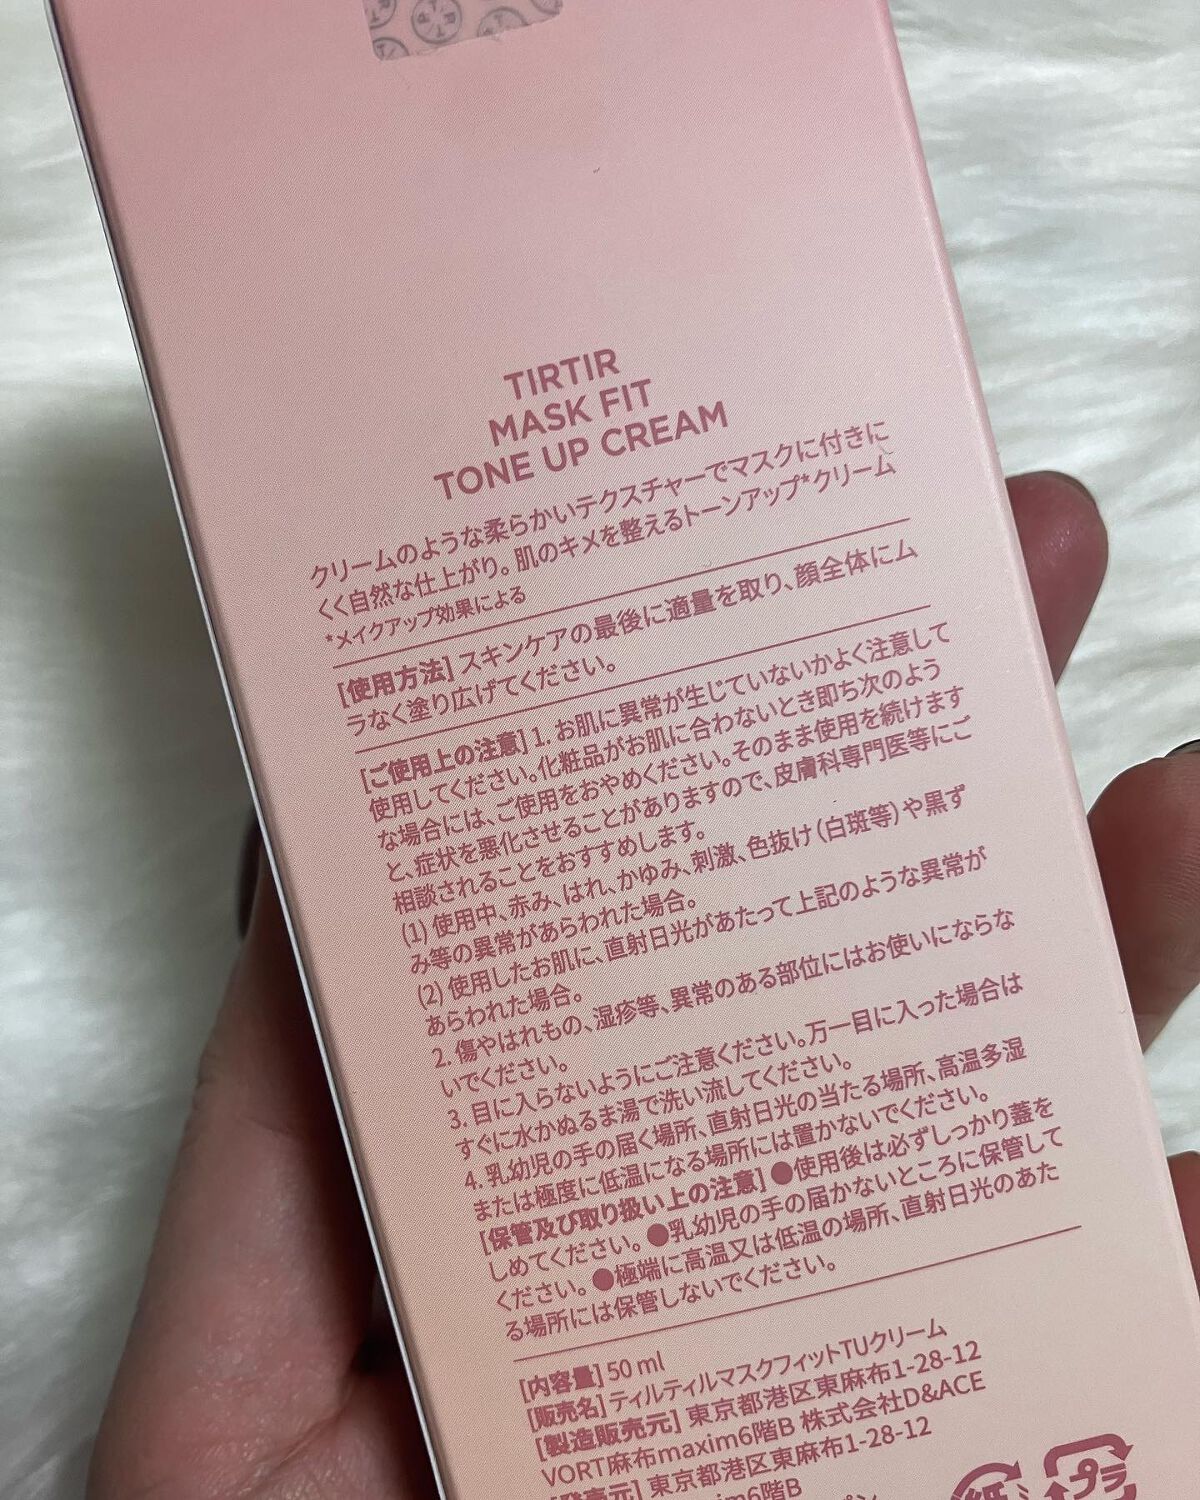 TIRTIR
MASK FIT
TONE UP CREAM
クリームのような柔らかいテクスチャーでマスクに付きに
くく自然な仕上がり。肌のキメを整えるトーンアップ*クリーム
*メイクアップ効果による
[使用方法] スキンケアの最後に適量を取り、顔全体にム
ラなく塗り広げてください。
[ご使用上の注意] 1. お肌に異常が生じていないかよく注意して
使用してください。化粧品がお肌に合わないとき即ち次のよう
な場合には、ご使用をおやめください。そのまま使用を続けます
と、症状を悪化させることがありますので、皮膚科専門医等にご
相談されることをおすすめします。
(1) 使用中、赤み、はれ、かゆみ、刺激、色抜け(白斑等)や黒ず
み等の異常があらわれた場合。
(2) 使用したお肌に、直射日光があたって上記のような異常が
あらわれた場合。
2. 傷やはれもの、湿疹等、異常のある部位にはお使いにならな
いでください。
3. 目に入らないようにご注意ください。万一目に入った場合は
すぐに水かぬるま湯で洗い流してください。
4. 乳幼児の手の届く場所、直射日光の当たる場所、高温多湿
または極度に低温になる場所には置かないでください。
[保管及び取り扱い上の注意] ●使用後は必ずしっかり蓋を
しめてください。●乳幼児の手の届かないところに保管して
ください。●極端に高温又は低温の場所、直射日光のあた
る場所には保管しないでください。
[内容量] 50 ml
[販売名] ティルティルマスクフィットTUクリーム
[製造販売元] 東京都港区東麻布1-28-12
VORT麻布maxim6階B 株式会社D&ACE
[発売元] 東京都港区東麻布1-28-12
im6階B
紙
プラ